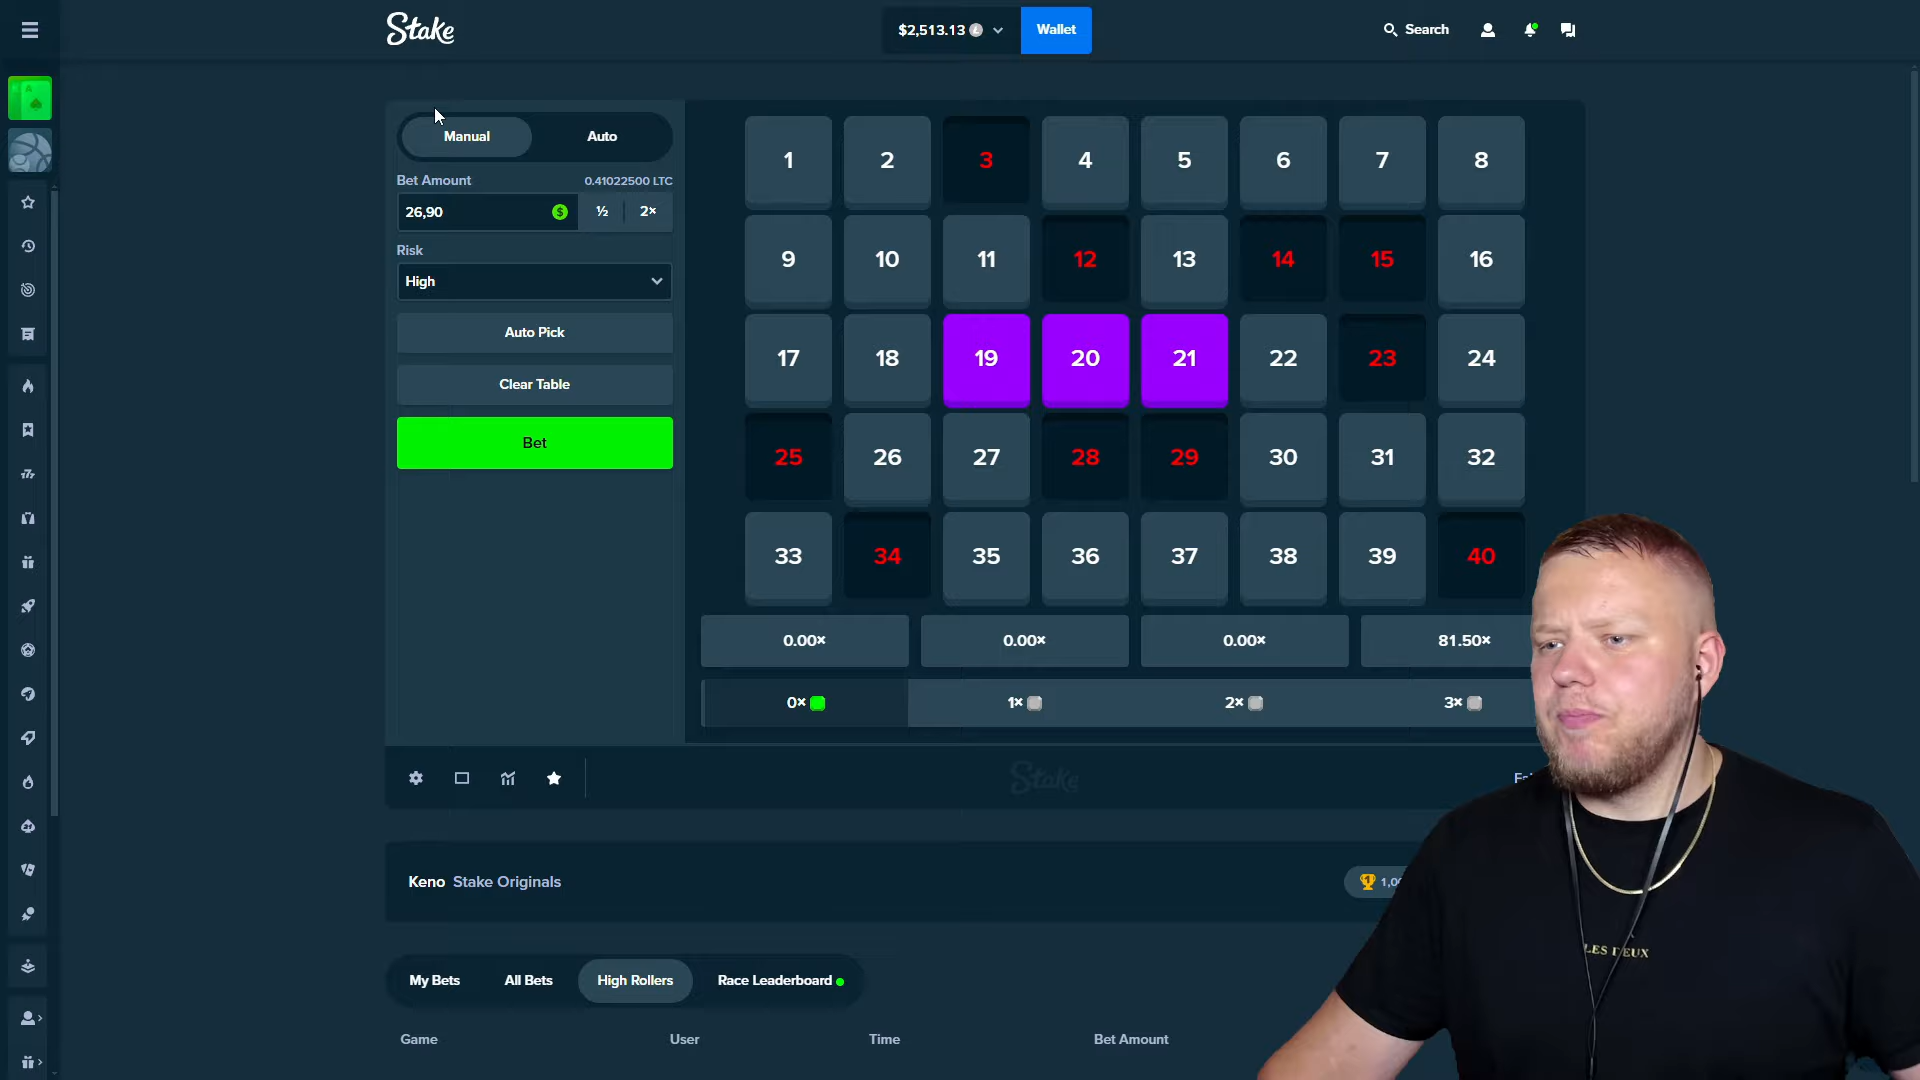 Stake
$2,513.13
Wallet
Search
Manual
Auto
Bet Amount
0.41022500 LTC
26,90
½
2×
Risk
High
Auto Pick
Clear Table
Bet
1 2 3 4 5 6 7 8
9 10 11 12 13 14 15 16
17 18 19 20 21 22 23 24
25 26 27 28 29 30 31 32
33 34 35 36 37 38 39 40
0.00× 0.00× 0.00× 81.50×
0× 1× 2× 3×
Stake
Keno Stake Originals
My Bets
All Bets
High Rollers
Race Leaderboard
Game User Time Bet Amount
LES DEUX